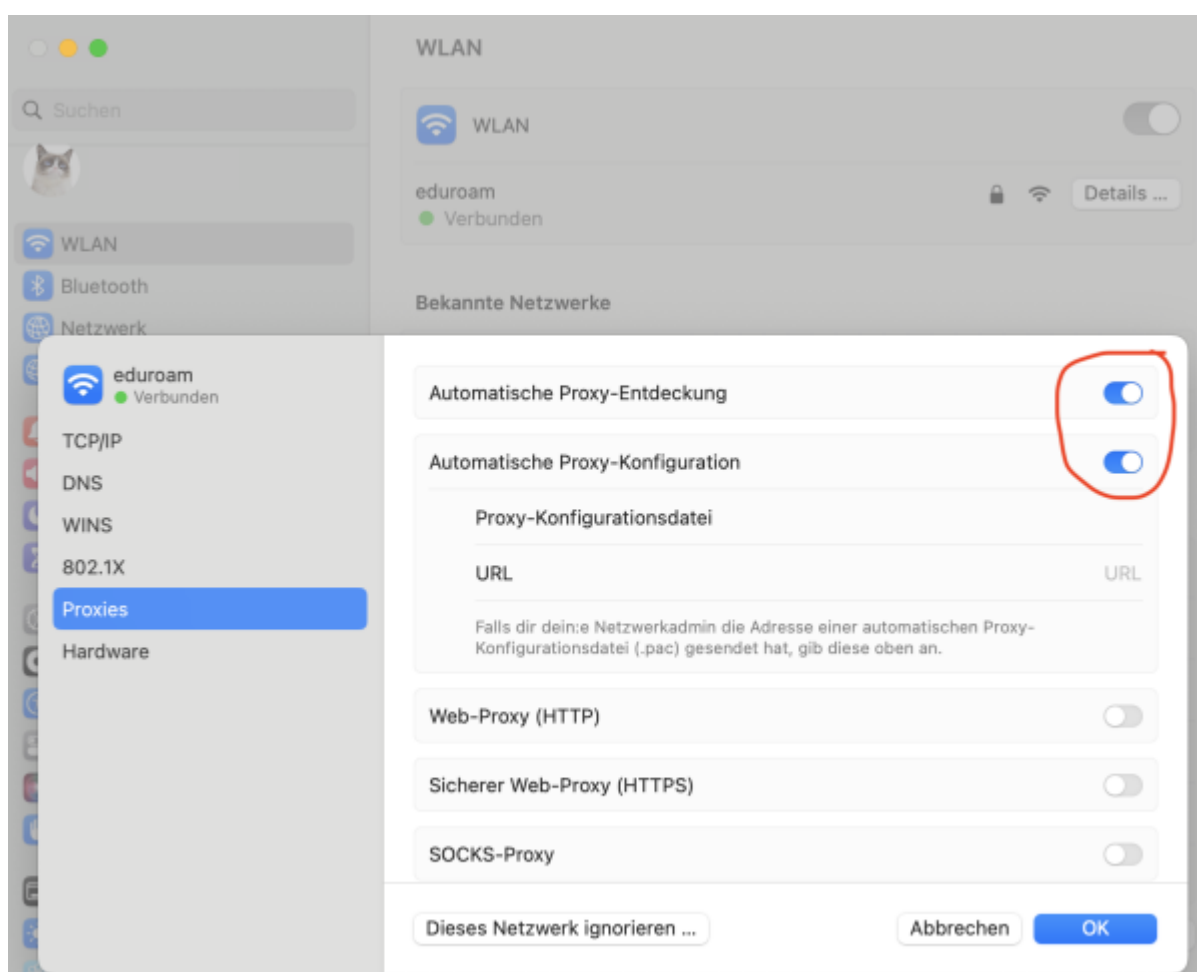 WLAN
Suchen
WLAN
eduroam
Details ...
Verbunden
WLAN
Bluetooth
Bekannte Netzwerke
Netzwerk
eduroam
Verbunden
TCP/IP
DNS
WINS
802.1X
Proxies
Hardware
Automatische Proxy-Entdeckung
Automatische Proxy-Konfiguration
Proxy-Konfigurationsdatei
URL
URL
Falls dir dein:e Netzwerkadmin die Adresse einer automatischen Proxy-
Konfigurationsdatei (.pac) gesendet hat, gib diese oben an.
Web-Proxy (HTTP)
Sicherer Web-Proxy (HTTPS)
SOCKS-Proxy
Dieses Netzwerk ignorieren ...
Abbrechen
OK